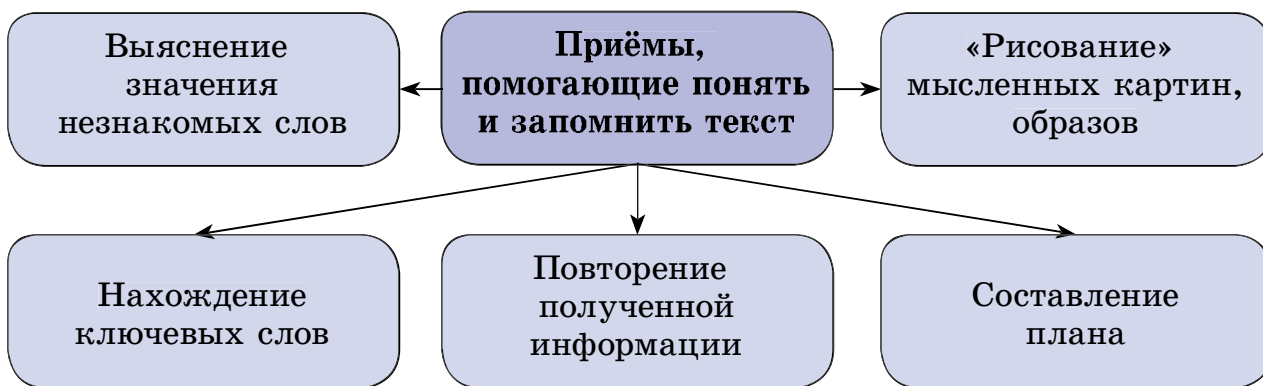 Выяснение
значения
незнакомых слов
Приёмы,
помогающие понять
и запомнить текст
«Рисование»
мысленных картин,
образов
Нахождение
ключевых слов
Повторение
полученной
информации
Составление
плана